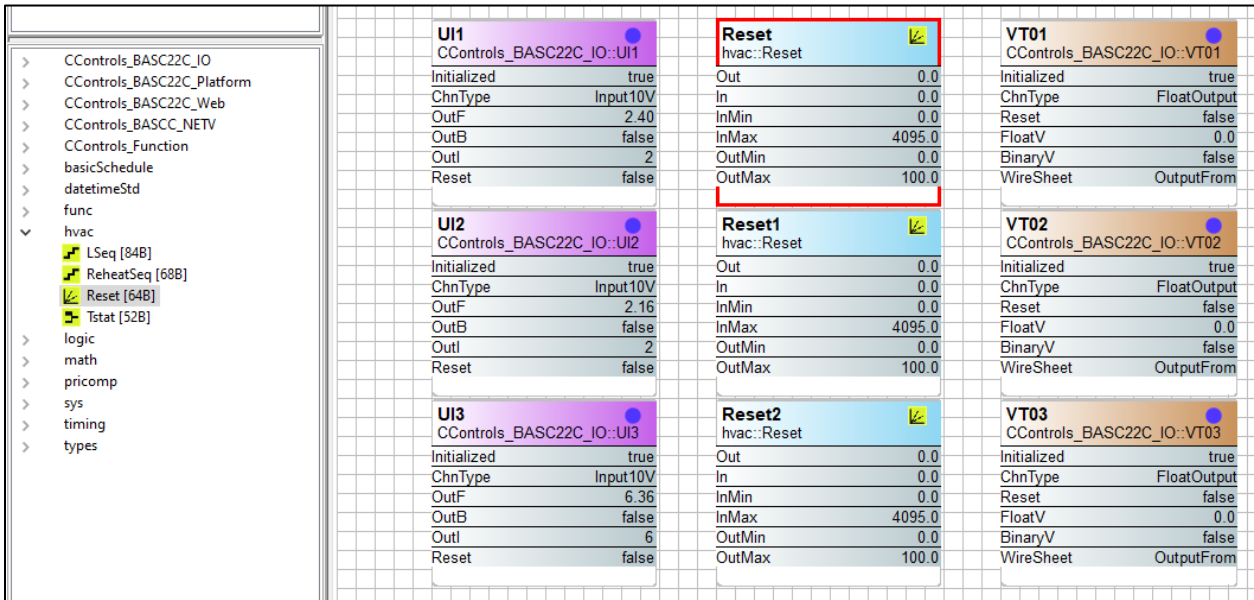 CControls_BASC22C_IO
CControls_BASC22C_Platform
CControls_BASC22C_Web
CControls_BASCC_NETV
CControls_Function
basicSchedule
datetimeStd
func
hvac
LSeq [84B]
ReheatSeq [68B]
Reset [64B]
Tstat [52B]
logic
math
pricomp
sys
timing
types
UI1
CControls_BASC22C_IO::UI1
Initialized true
ChnType Input10V
OutF 2.40
OutB false
OutI 2
Reset false
Reset
hvac::Reset
Out 0.0
In 0.0
InMin 0.0
InMax 4095.0
OutMin 0.0
OutMax 100.0
VT01
CControls_BASC22C_IO::VT01
Initialized true
ChnType FloatOutput
Reset false
FloatV 0.0
BinaryV false
WireSheet OutputFrom
UI2
CControls_BASC22C_IO::UI2
Initialized true
ChnType Input10V
OutF 2.16
OutB false
OutI 2
Reset false
Reset1
hvac::Reset
Out 0.0
In 0.0
InMin 0.0
InMax 4095.0
OutMin 0.0
OutMax 100.0
VT02
CControls_BASC22C_IO::VT02
Initialized true
ChnType FloatOutput
Reset false
FloatV 0.0
BinaryV false
WireSheet OutputFrom
UI3
CControls_BASC22C_IO::UI3
Initialized true
ChnType Input10V
OutF 6.36
OutB false
OutI 6
Reset false
Reset2
hvac::Reset
Out 0.0
In 0.0
InMin 0.0
InMax 4095.0
OutMin 0.0
OutMax 100.0
VT03
CControls_BASC22C_IO::VT03
Initialized true
ChnType FloatOutput
Reset false
FloatV 0.0
BinaryV false
WireSheet OutputFrom